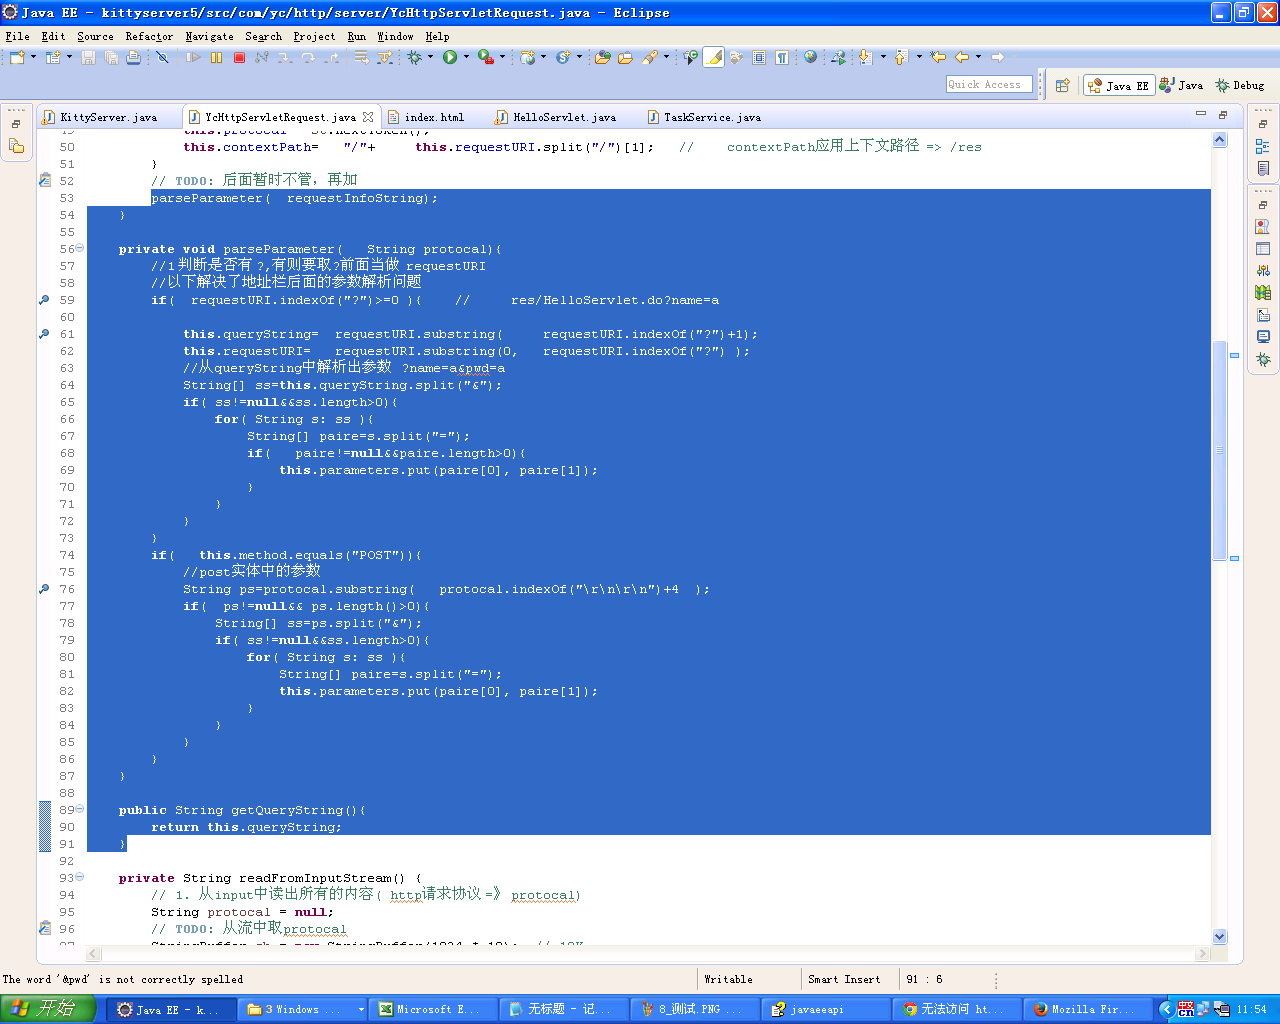 Java EE - kittyserver5/src/com/yc/http/server/YcHttpServletRequest.java - Eclipse
File Edit Source Refactor Navigate Search Project Run Window Help
Quick Access Java EE Java Debug
KittyServer.java YcHttpServletRequest.java index.html HelloServlet.java TaskService.java
50 this.contextPath= "/"+ this.requestURI.split("/")[1]; // contextPath应用上下文路径 => /res
51 }
52 // TODO: 后面暂时不管，再加
53 parseParameter( requestInfoString);
54 }
55
56 private void parseParameter( String protocal){
57 //1判断是否有 ?,有则要取?前面当做 requestURI
58 //以下解决了地址栏后面的参数解析问题
59 if( requestURI.indexOf("?")>=0 ){ // res/HelloServlet.do?name=a
60
61 this.queryString= requestURI.substring( requestURI.indexOf("?")+1);
62 this.requestURI= requestURI.substring(0, requestURI.indexOf("?") );
63 //从queryString中解析出参数 ?name=a&pwd=a
64 String[] ss=this.queryString.split("&");
65 if( ss!=null&&ss.length>0){
66 for( String s: ss ){
67 String[] paire=s.split("=");
68 if( paire!=null&&paire.length>0){
69 this.parameters.put(paire[0], paire[1]);
70 }
71 }
72 }
73 }
74 if( this.method.equals("POST")){
75 //post实体中的参数
76 String ps=protocal.substring( protocal.indexOf("\r\n\r\n")+4 );
77 if( ps!=null&& ps.length()>0){
78 String[] ss=ps.split("&");
79 if( ss!=null&&ss.length>0){
80 for( String s: ss ){
81 String[] paire=s.split("=");
82 this.parameters.put(paire[0], paire[1]);
83 }
84 }
85 }
86 }
87 }
88
89 public String getQueryString(){
90 return this.queryString;
91 }
92
93 private String readFromInputStream() {
94 // 1. 从input中读出所有的内容( http请求协议 =》 protocal)
95 String protocal = null;
96 // TODO: 从流中取protocal
The word '&pwd' is not correctly spelled Writable Smart Insert 91 : 6
开始 Java EE - k... 3 Windows ... Microsoft E... 无标题 - 记... 8_测试.PNG ... javaeeapi 无法访问 ht... Mozilla Fir... 11:54